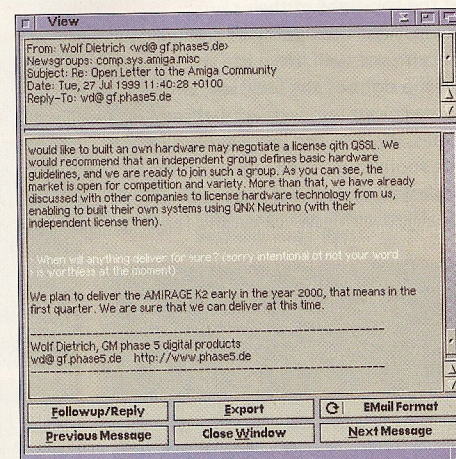 View
From: Wolf Dietrich <wd@gf.phase5.de>
Newsgroups: comp.sys.amiga.misc
Subject: Re: Open Letter to the Amiga Community
Date: Tue, 27 Jul 1999 11:40:28 +0100
Reply-To: wd@gf.phase5.de
would like to built an own hardware may negotiate a license qith QSSL. We
would recommend that an independent group defines basic hardware
guidelines, and we are ready to join such a group. As you can see, the
market is open for competition and variety. More than that, we have already
discussed with other companies to license hardware technology from us,
enabling to built their own systems using QNX Neutrino (with their
independent license then).
> When will anything deliver for sure? (sorry intentional of not your word
> is worthless at the moment)
We plan to deliver the AMIRAGE K2 early in the year 2000, that means in the
first quarter. We are sure that we can deliver at this time.
Wolf Dietrich, GM phase 5 digital products
wd@gf.phase5.de http://www.phase5.de
Followup/Reply Export EMail Format
Previous Message Close Window Next Message